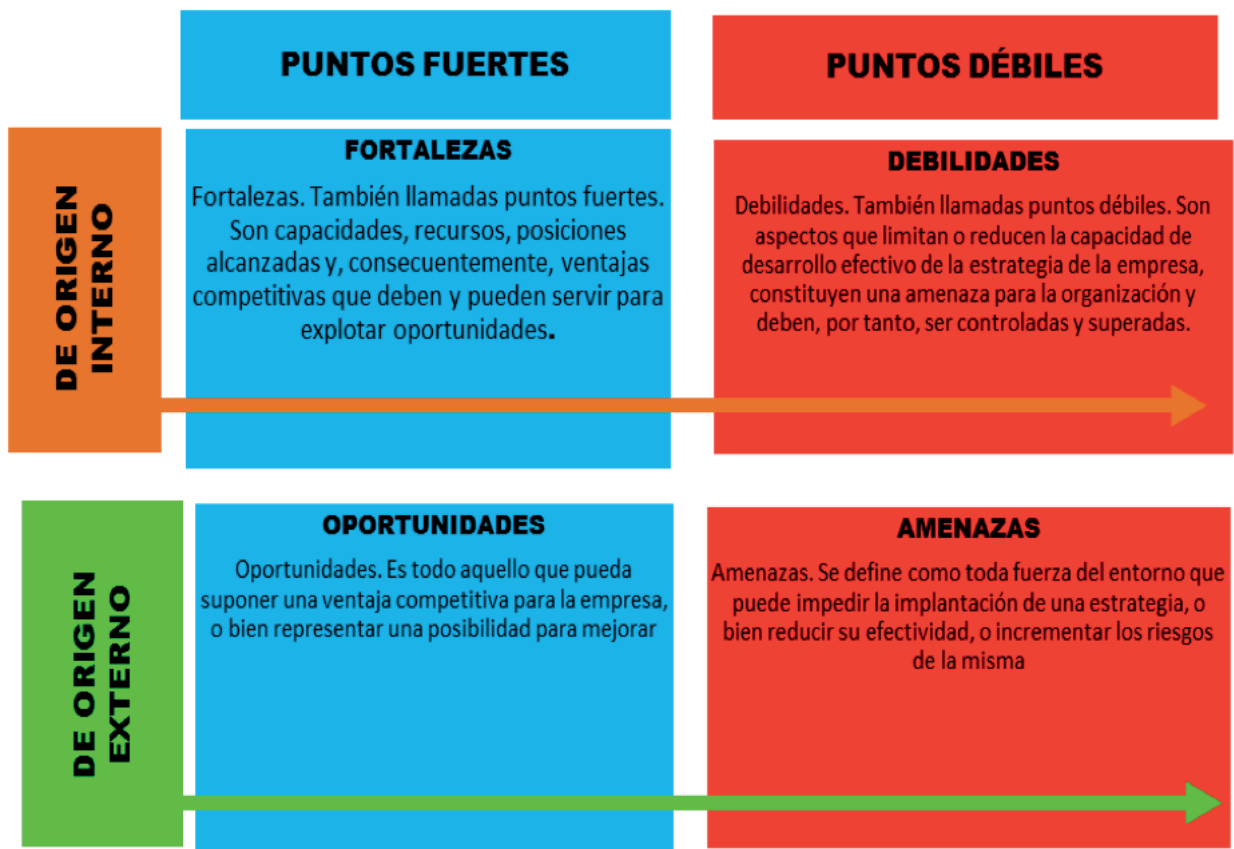 PUNTOS FUERTES
PUNTOS DÉBILES
DE ORIGEN
INTERNO
FORTALEZAS
Fortalezas. También llamadas puntos fuertes.
Son capacidades, recursos, posiciones
alcanzadas y, consecuentemente, ventajas
competitivas que deben y pueden servir para
explotar oportunidades.
DEBILIDADES
Debilidades. También llamadas puntos débiles. Son
aspectos que limitan o reducen la capacidad de
desarrollo efectivo de la estrategia de la empresa,
constituyen una amenaza para la organización y
deben, por tanto, ser controladas y superadas.
DE ORIGEN
EXTERNO
OPORTUNIDADES
Oportunidades. Es todo aquello que pueda
suponer una ventaja competitiva para la empresa,
o bien representar una posibilidad para mejorar
AMENAZAS
Amenazas. Se define como toda fuerza del entorno que
puede impedir la implantación de una estrategia, o
bien reducir su efectividad, o incrementar los riesgos
de la misma